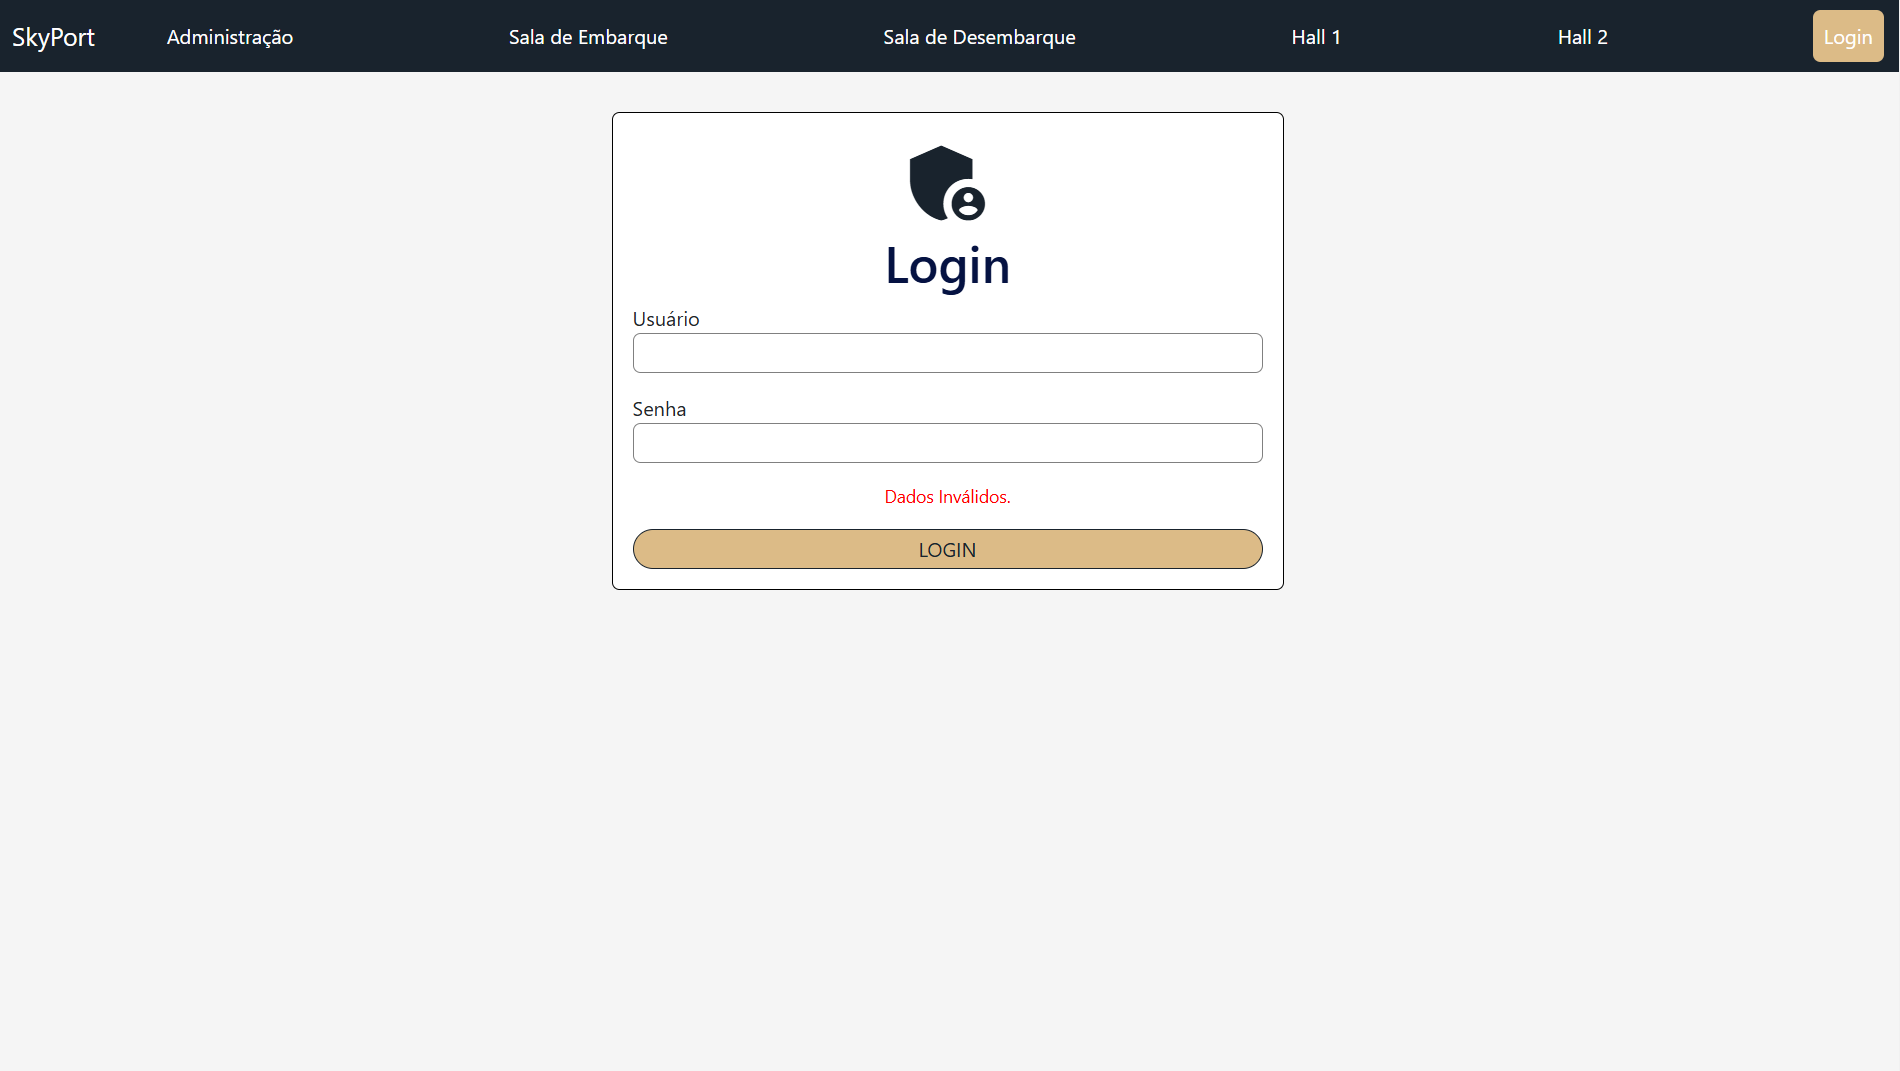 SkyPort Administração Sala de Embarque Sala de Desembarque Hall 1 Hall 2 Login
Login
Usuário
Senha
Dados Inválidos.
LOGIN